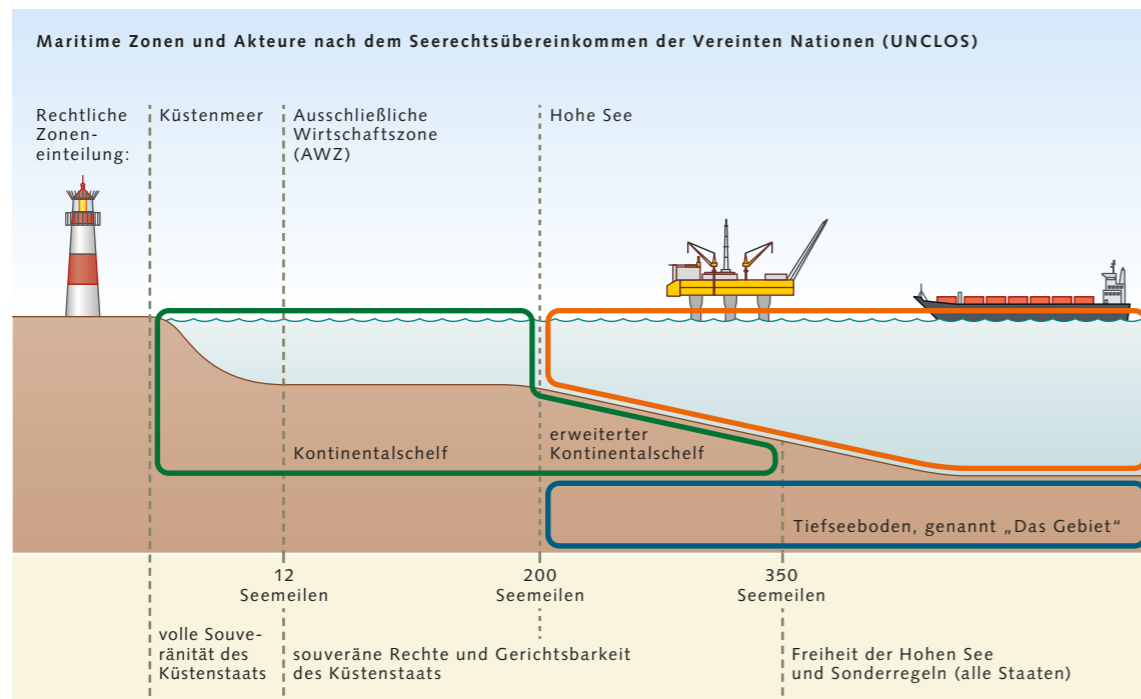 Maritime Zonen und Akteure nach dem Seerechtsübereinkommen der Vereinten Nationen (UNCLOS)
Rechtliche
Zonen-
einteilung:
Küstenmeer
Ausschließliche
Wirtschaftszone
(AWZ)
Hohe See
Kontinentalschelf
erweiterter
Kontinentalschelf
Tiefseeboden, genannt „Das Gebiet“
12
Seemeilen
200
Seemeilen
350
Seemeilen
volle Souve-
ränität des
Küstenstaats
souveräne Rechte und Gerichtsbarkeit
des Küstenstaats
Freiheit der Hohen See
und Sonderregeln (alle Staaten)